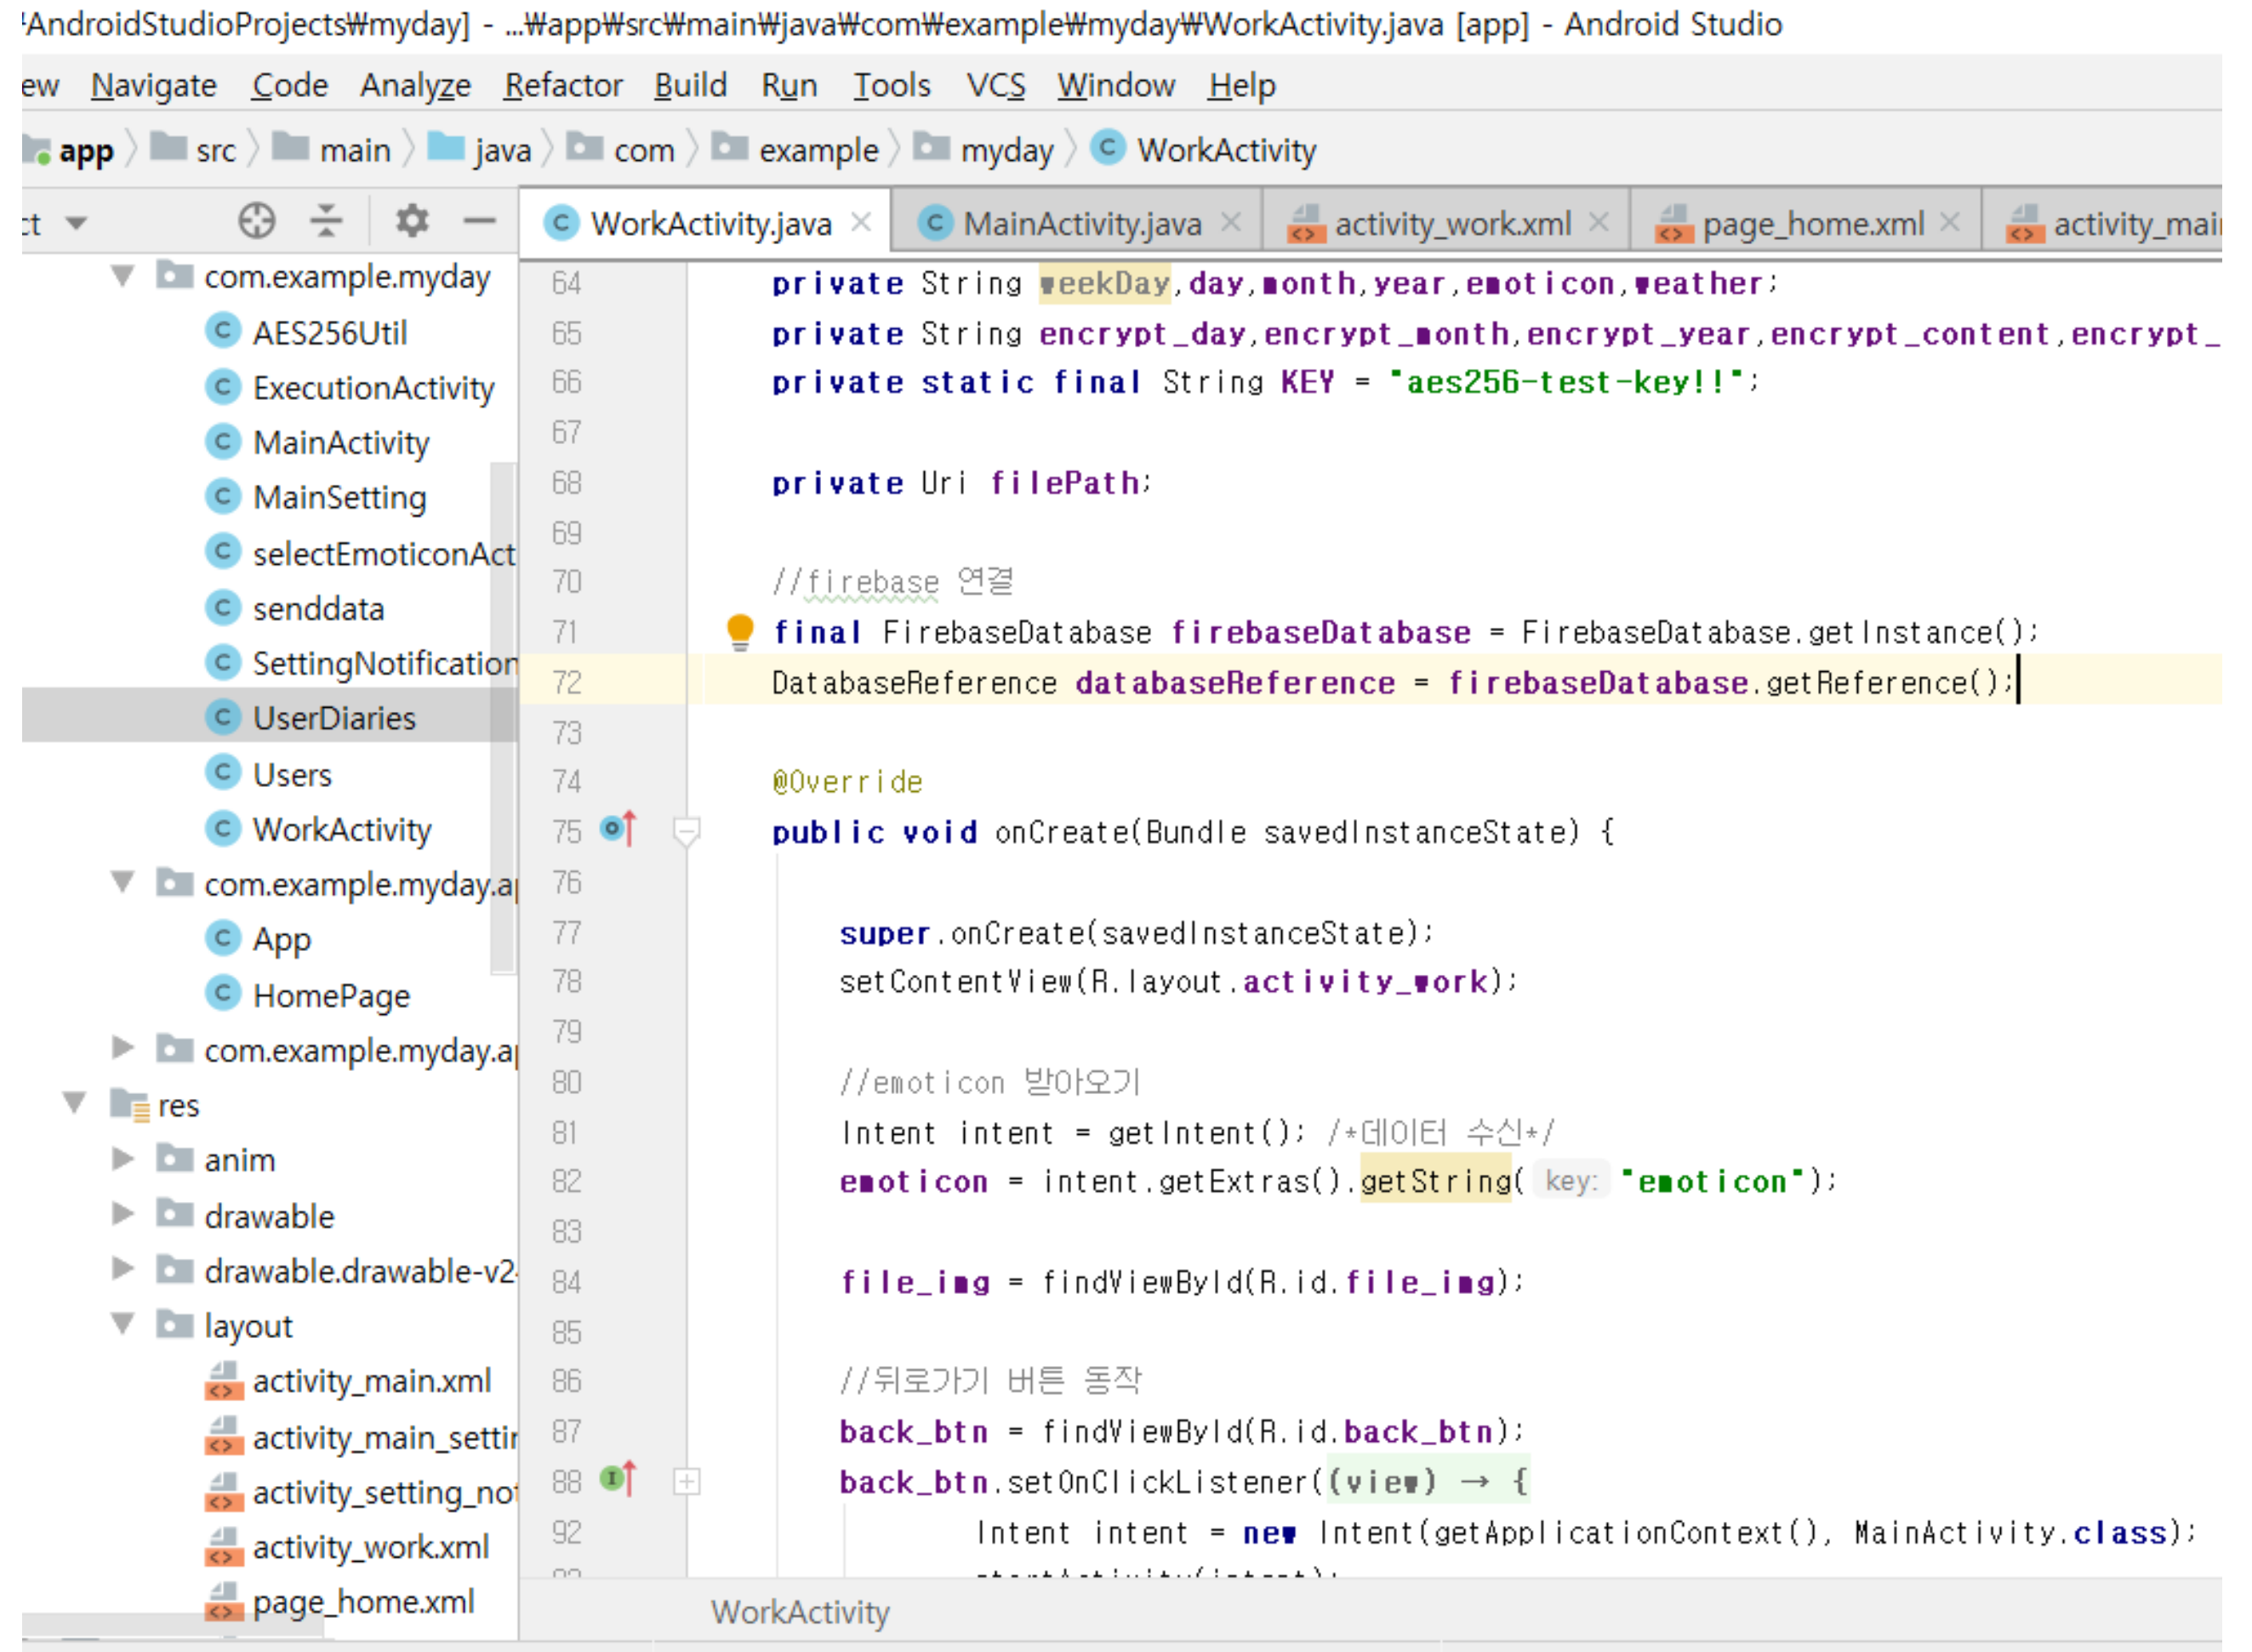 AndroidStudioProjects₩myday] - ...₩app₩src₩main₩java₩com₩example₩myday₩WorkActivity.java [app] - Android Studio
Navigate Code Analyze Refactor Build Run Tools VCS Window Help
app src main java com example myday WorkActivity
WorkActivity.java MainActivity.java activity_work.xml page_home.xml activity_mai
com.example.myday
AES256Util
ExecutionActivity
MainActivity
MainSetting
selectEmoticonAct
senddata
SettingNotification
UserDiaries
Users
WorkActivity
com.example.myday.a
App
HomePage
com.example.myday.a
res
anim
drawable
drawable.drawable-v2
layout
activity_main.xml
activity_main_settin
activity_setting_not
activity_work.xml
page_home.xml
64 private String weekDay,day,month,year,emoticon,weather;
65 private String encrypt_day,encrypt_month,encrypt_year,encrypt_content,encrypt_
66 private static final String KEY = "aes256-test-key!!";
67
68 private Uri filePath;
69
70 //firebase 연결
71 final FirebaseDatabase firebaseDatabase = FirebaseDatabase.getInstance();
72 DatabaseReference databaseReference = firebaseDatabase.getReference();
73
74 @Override
75 public void onCreate(Bundle savedInstanceState) {
76
77 super.onCreate(savedInstanceState);
78 setContentView(R.layout.activity_work);
79
80 //emoticon 받아오기
81 Intent intent = getIntent(); /*데이터 수신*/
82 emoticon = intent.getExtras().getString( key: "emoticon");
83
84 file_img = findViewById(R.id.file_img);
85
86 //뒤로가기 버튼 동작
87 back_btn = findViewById(R.id.back_btn);
88 back_btn.setOnClickListener((view) → {
92 Intent intent = new Intent(getApplicationContext(), MainActivity.class);
WorkActivity